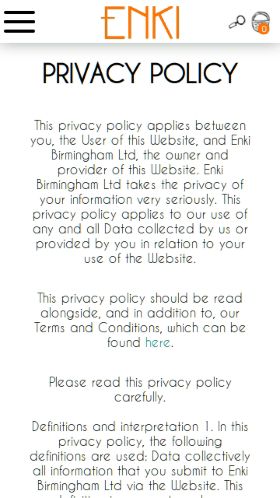 ENKI
0
PRIVACY POLICY
This privacy policy applies between
you, the User of this Website, and Enki
Birmingham Ltd, the owner and
provider of this Website. Enki
Birmingham Ltd takes the privacy of
your information very seriously. This
privacy policy applies to our use of
any and all Data collected by us or
provided by you in relation to your
use of the Website.
This privacy policy should be read
alongside, and in addition to, our
Terms and Conditions, which can be
found here.
Please read this privacy policy
carefully.
Definitions and interpretation 1. In this
privacy policy, the following
definitions are used: Data collectively
all information that you submit to Enki
Birmingham Ltd via the Website. This